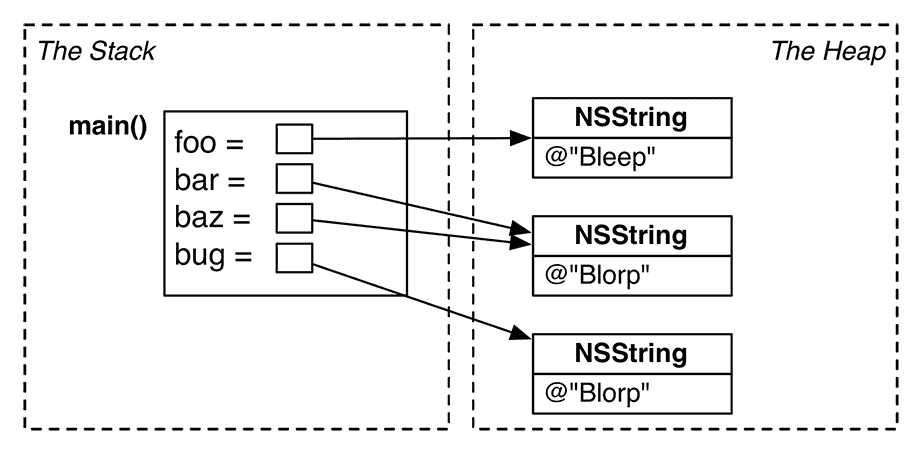 The Stack
The Heap
main()
foo =
bar =
baz =
bug =
NSString
@"Bleep"
NSString
@"Blorp"
NSString
@"Blorp"